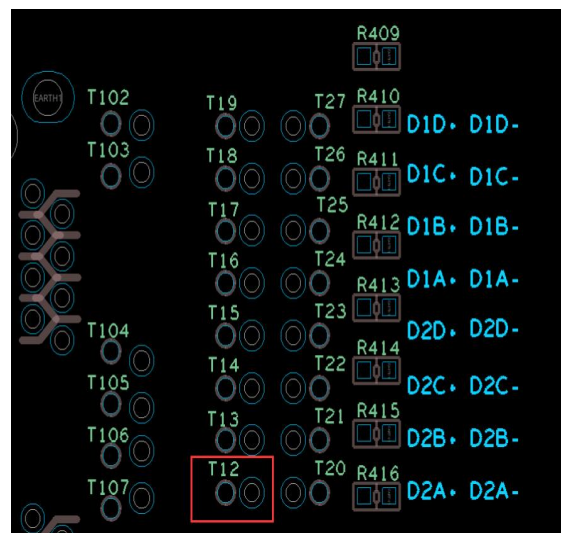 R409
EARTH1
T102 T19 T27 R410
D1D+ D1D-
T103 T18 T26 R411
D1C+ D1C-
T17 T25 R412
D1B+ D1B-
T16 T24
D1A+ D1A-
R413
T104 T15 T23
D2D+ D2D-
R414
T105 T14 T22
D2C+ D2C-
T106 T13 T21 R415
D2B+ D2B-
T107 T12 T20 R416
D2A+ D2A-